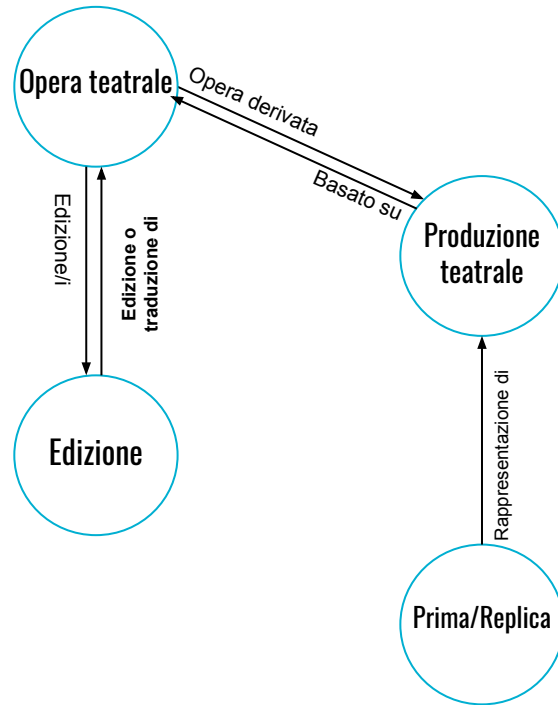 Opera teatrale
Opera derivata
Basato su
Edizione/i
Edizione o
traduzione di
Produzione
teatrale
Edizione
Rappresentazione di
Prima/Replica